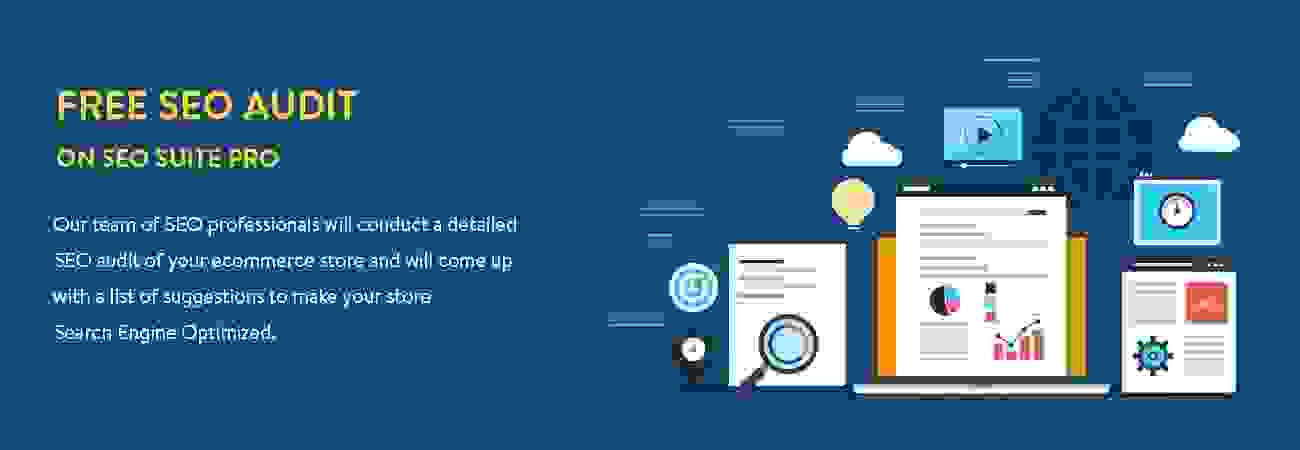 FREE SEO AUDIT
ON SEO SUITE PRO
Our team of SEO professionals will conduct a detailed
SEO audit of your ecommerce store and will come up
with a list of suggestions to make your store
Search Engine Optimized.